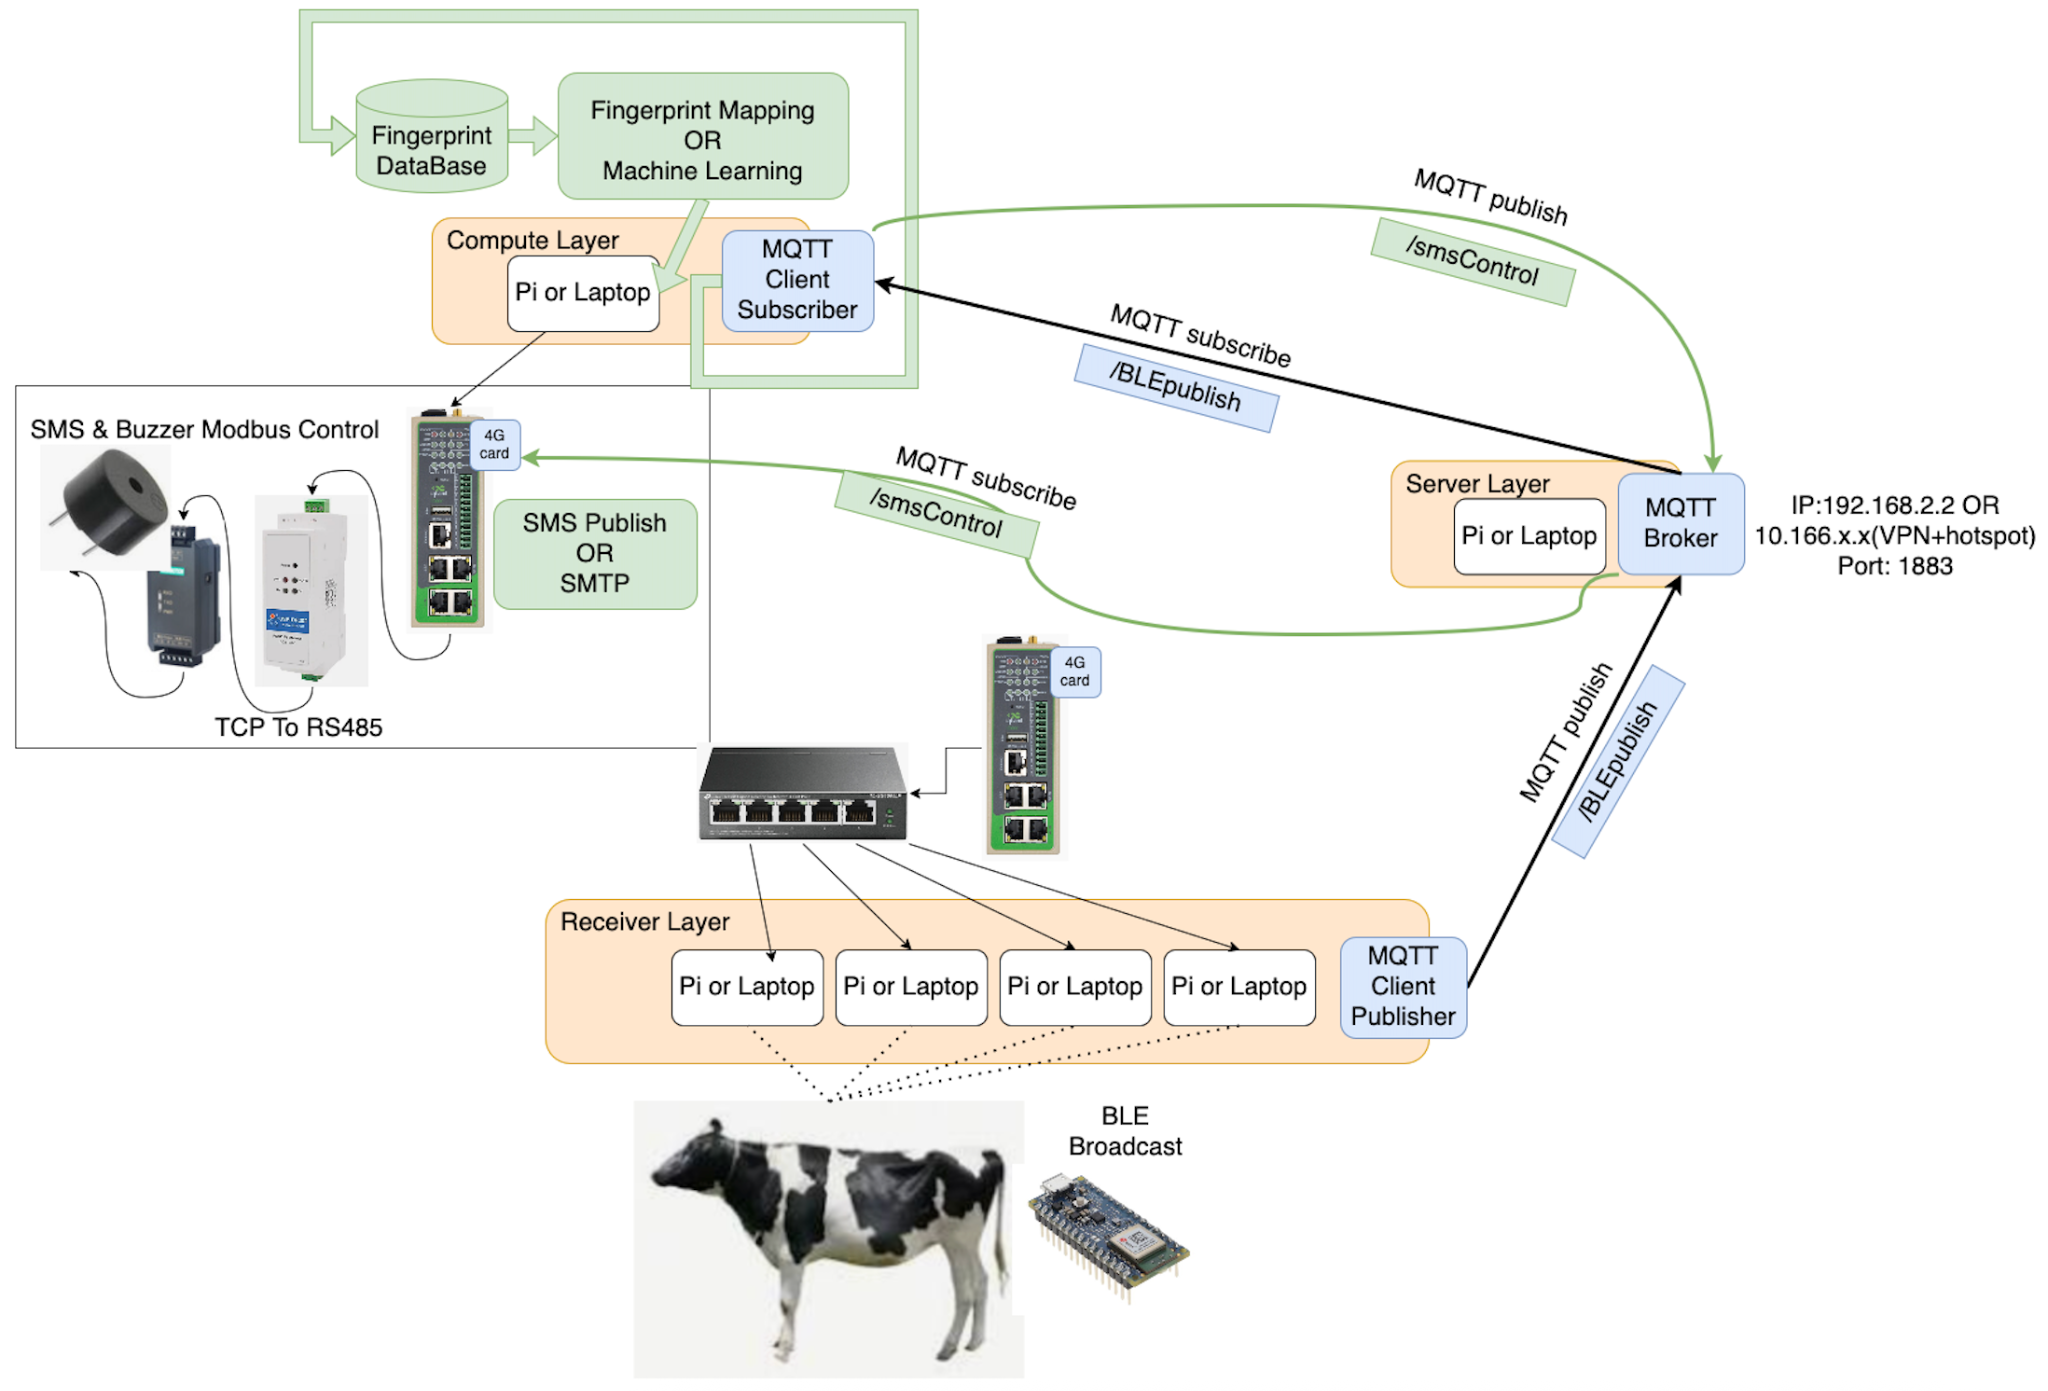 Fingerprint
DataBase
Fingerprint Mapping
OR
Machine Learning
Compute Layer
Pi or Laptop
MQTT
Client
Subscriber
MQTT publish
/smsControl
MQTT subscribe
/BLEpublish
SMS & Buzzer Modbus Control
4G
card
SMS Publish
OR
SMTP
MQTT subscribe
/smsControl
Server Layer
Pi or Laptop
MQTT
Broker
IP:192.168.2.2 OR
10.166.x.x(VPN+hotspot)
Port: 1883
TCP To RS485
4G
card
MQTT publish
/BLEpublish
Receiver Layer
Pi or Laptop
Pi or Laptop
Pi or Laptop
Pi or Laptop
MQTT
Client
Publisher
BLE
Broadcast